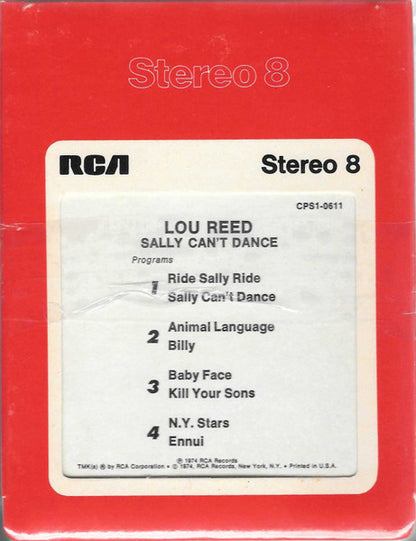 Stereo 8
RCA Stereo 8
CPS1-0611
LOU REED
SALLY CAN'T DANCE
Programs
1 Ride Sally Ride
Sally Can't Dance
2 Animal Language
Billy
3 Baby Face
Kill Your Sons
4 N.Y. Stars
Ennui
℗ 1974 RCA Records
TMK(s) ® by RCA Corporation • © 1974, RCA Records, New York, N.Y. • Printed in U.S.A.